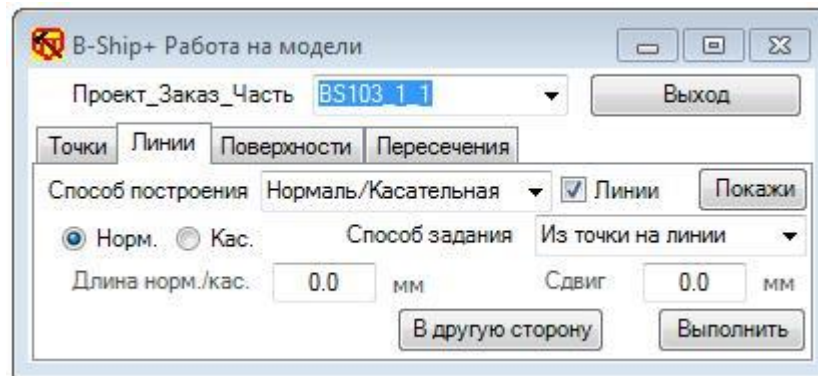 B-Ship+ Работа на модели
Проект_Заказ_Часть BS103_1_1 Выход
Точки Линии Поверхности Пересечения
Способ построения Нормаль/Касательная Линии Покажи
Норм. Кас. Способ задания Из точки на линии
Длина норм./кас. 0.0 мм Сдвиг 0.0 мм
В другую сторону Выполнить